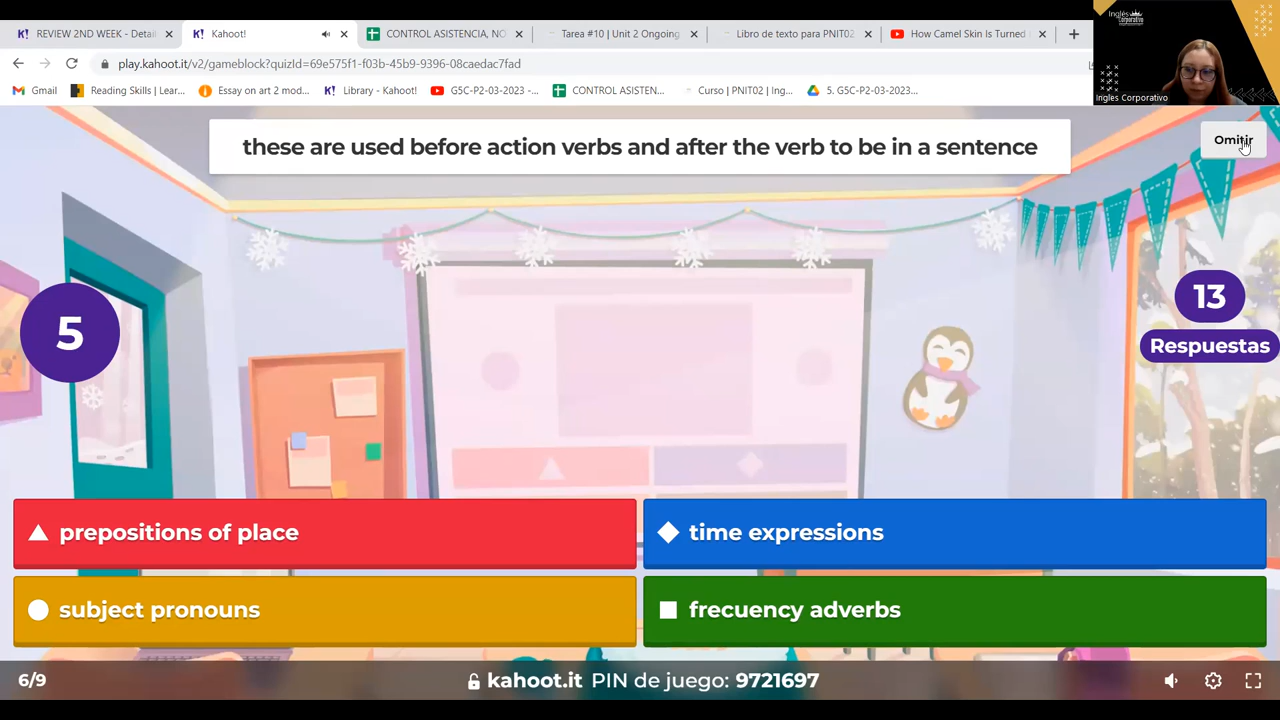 REVIEW 2ND WEEK - Detai
Kahoot!
CONTROL ASISTENCIA, NO
Tarea #10 | Unit 2 Ongoing
Libro de texto para PNIT02
How Camel Skin Is Turned
play.kahoot.it/v2/gameblock?quizId=69e575f1-f03b-45b9-9396-08caedac7fdd
Gmail
Reading Skills | Lear...
Essay on art 2 mod...
Library - Kahoot!
G5C-P2-03-2023 -...
CONTROL ASISTEN...
Curso | PNIT02 | Ing...
5. G5C-P2-03-2023...
Inglés
Corporativo
Ingles Corporativo
these are used before action verbs and after the verb to be in a sentence
Omitir
5
13
Respuestas
prepositions of place
time expressions
subject pronouns
frecuency adverbs
6/9
kahoot.it PIN de juego: 9721697